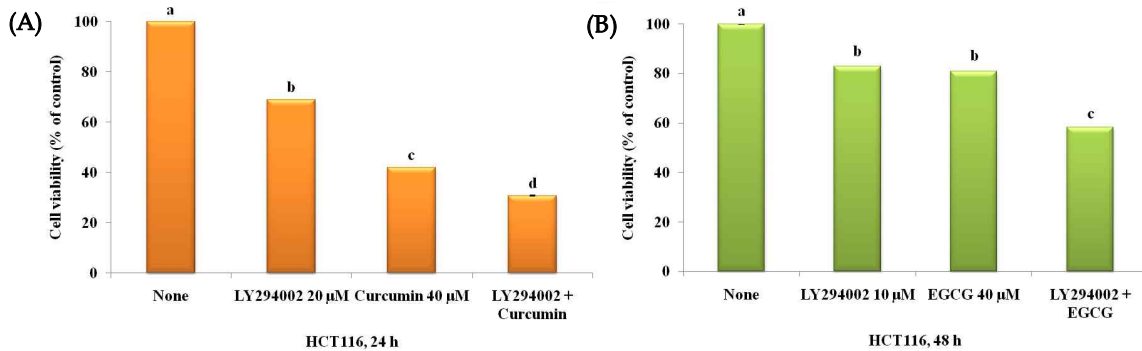 (A)
Cell viability (% of control)
100
80
60
40
20
0
a
b
c
d
None
LY294002 20 μM
Curcumin 40 μM
LY294002 +
Curcumin
HCT116, 24 h
(B)
Cell viability (% of control)
100
80
60
40
20
0
a
b
b
c
None
LY294002 10 μM
EGCG 40 μM
LY294002 +
EGCG
HCT116, 48 h